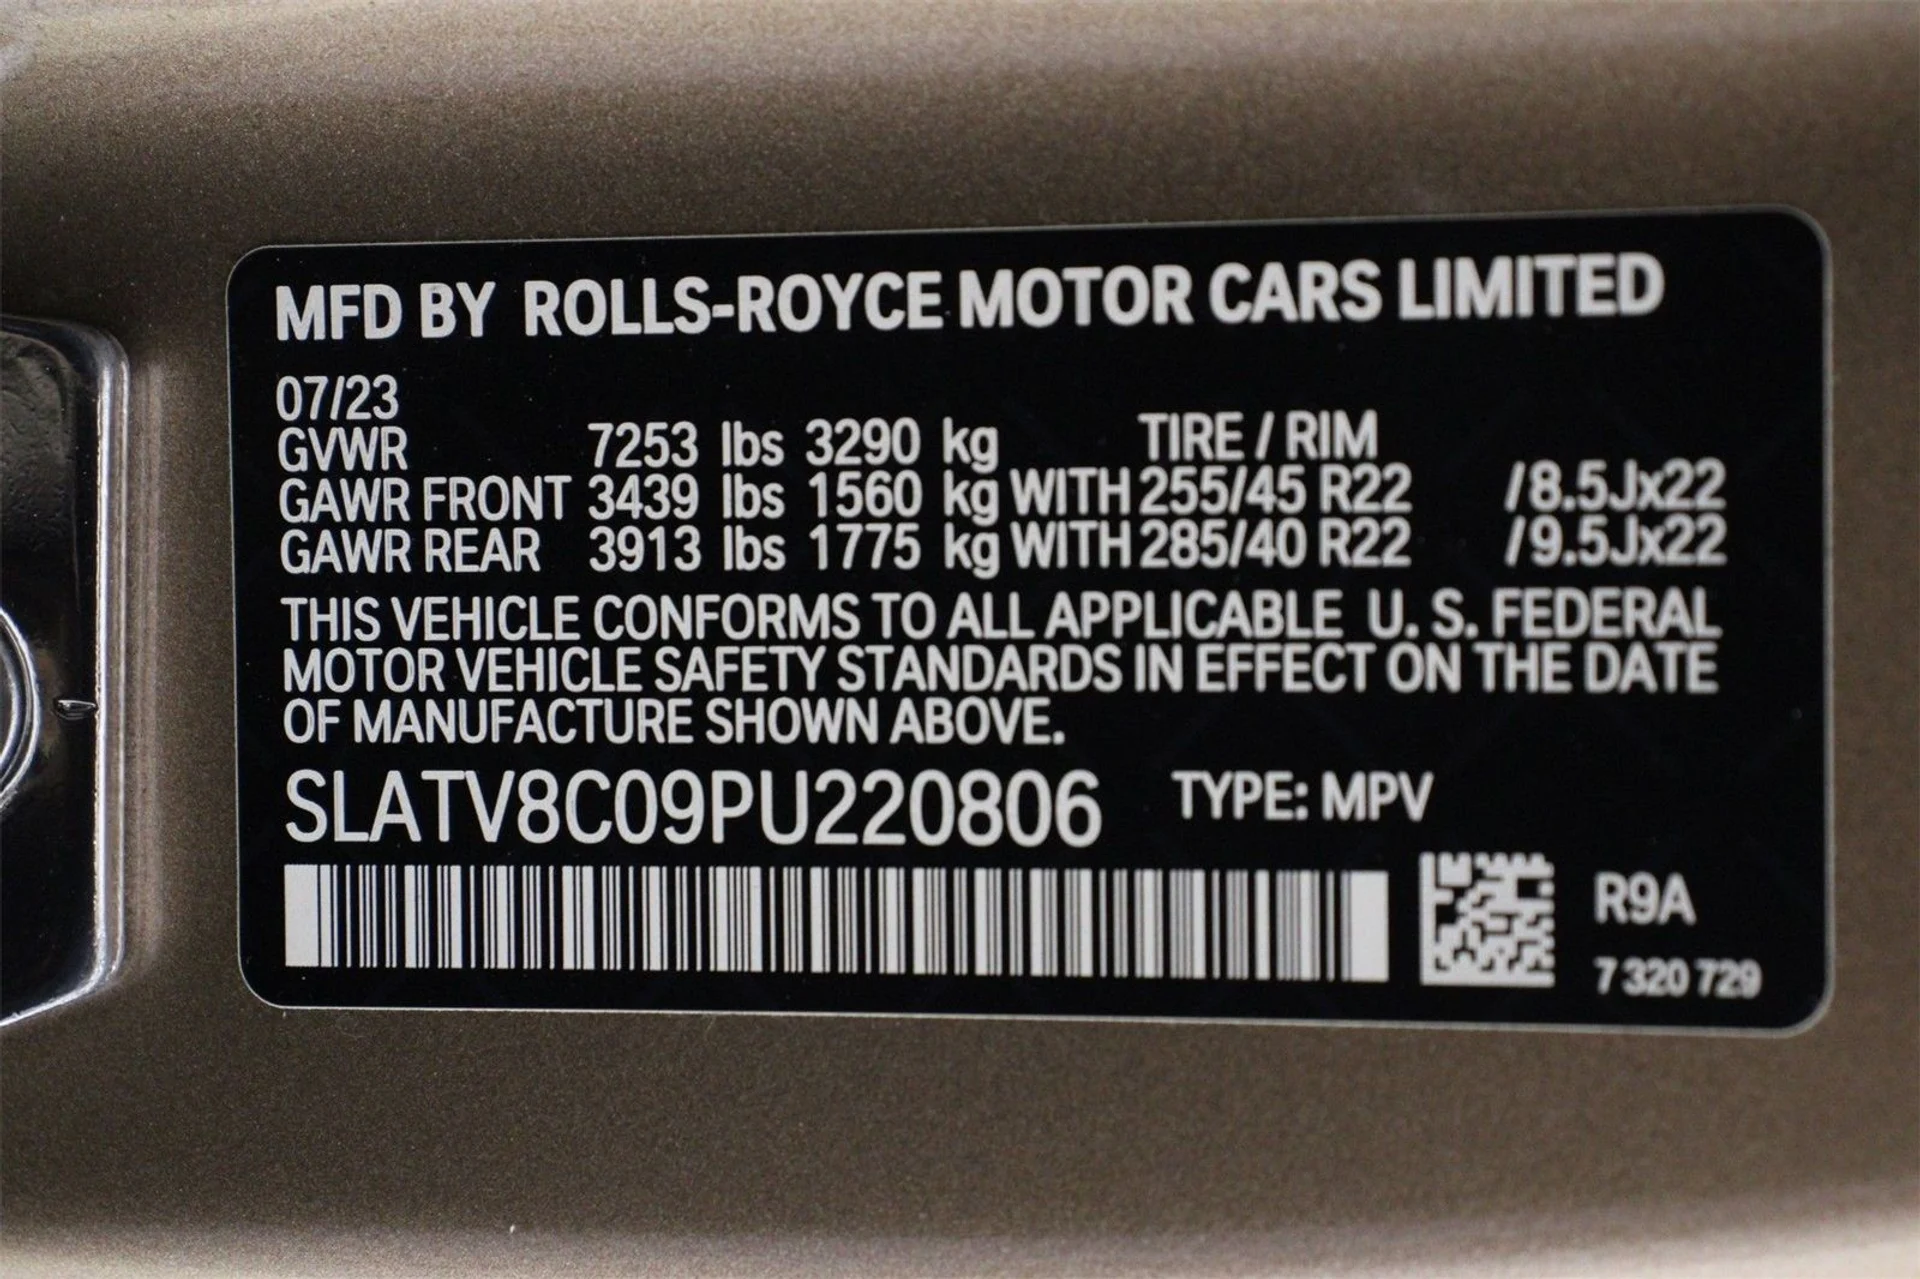 MFD BY ROLLS-ROYCE MOTOR CARS LIMITED
07/23
GVWR 7253 lbs 3290 kg TIRE / RIM
GAWR FRONT 3439 lbs 1560 kg WITH 255/45 R22 /8.5Jx22
GAWR REAR 3913 lbs 1775 kg WITH 285/40 R22 /9.5Jx22
THIS VEHICLE CONFORMS TO ALL APPLICABLE U. S. FEDERAL
MOTOR VEHICLE SAFETY STANDARDS IN EFFECT ON THE DATE
OF MANUFACTURE SHOWN ABOVE.
SLATV8C09PU220806 TYPE: MPV
R9A
7 320 729